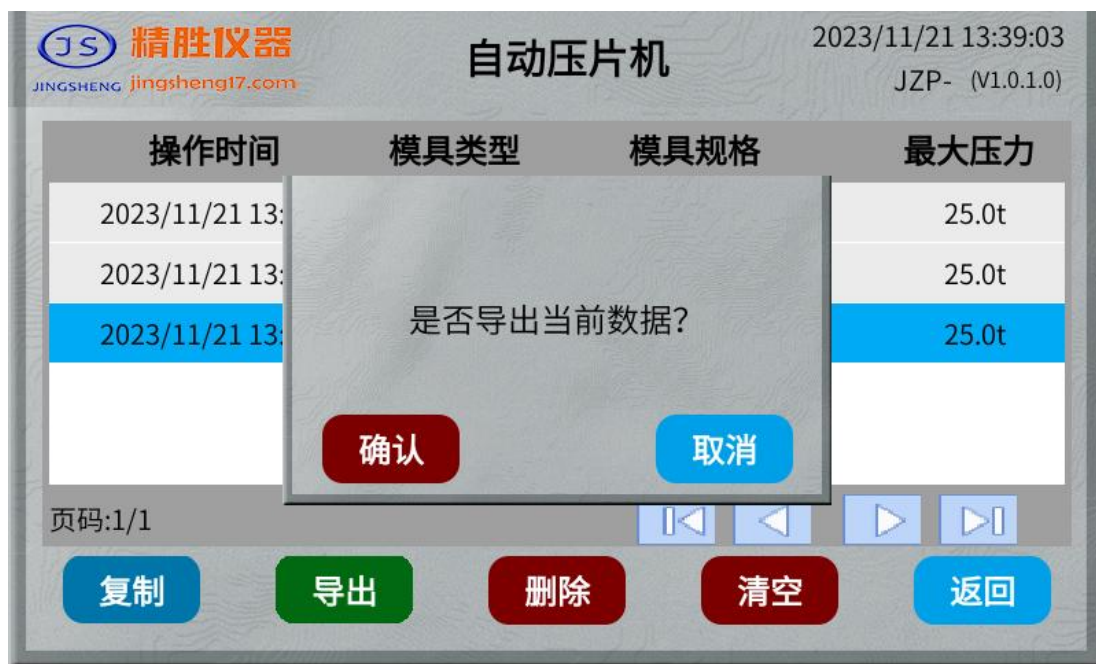 JS 精胜仪器
JINGSHENG jingsheng17.com
自动压片机
2023/11/21 13:39:03
JZP- (V1.0.1.0)
操作时间 模具类型 模具规格 最大压力
2023/11/21 13: 25.0t
2023/11/21 13: 25.0t
2023/11/21 13: 25.0t
是否导出当前数据？
确认 取消
页码:1/1
复制 导出 删除 清空 返回